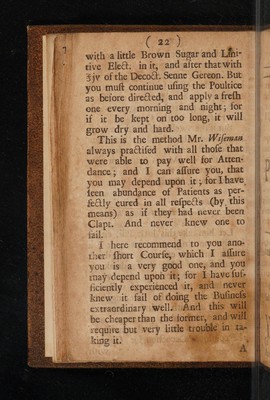 ( 22 )
with a little Brown Sugar and Leni-
tive Elect. in it, and after that with
℥jv of the Decoct. Senne Gereon. But
you muſt continue uſing the Poultice
as before directed, and apply a freſh
one every morning and night; for
if it be kept on too long, it will
grow dry and hard.
This is the method Mr. Wiſeman
always practiſed with all thoſe that
were able to pay well for Atten-
dance; and I can aſſure you, that
you may depend upon it; for I have
ſeen abundance of Patients as per-
fectly cured in all reſpects (by this
means) as if they had never been
Clapt. And never knew one to
fail.
I here recommend to you ano-
ther ſhort Courſe, which I aſſure
you is a very good one, and you
may depend upon it; for I have ſuf-
ficiently experienced it, and never
knew it fail of doing the Buſineſs
extraordinary well. And this will
be cheaper than the former, and will
require but very little trouble in ta-
king it.
A